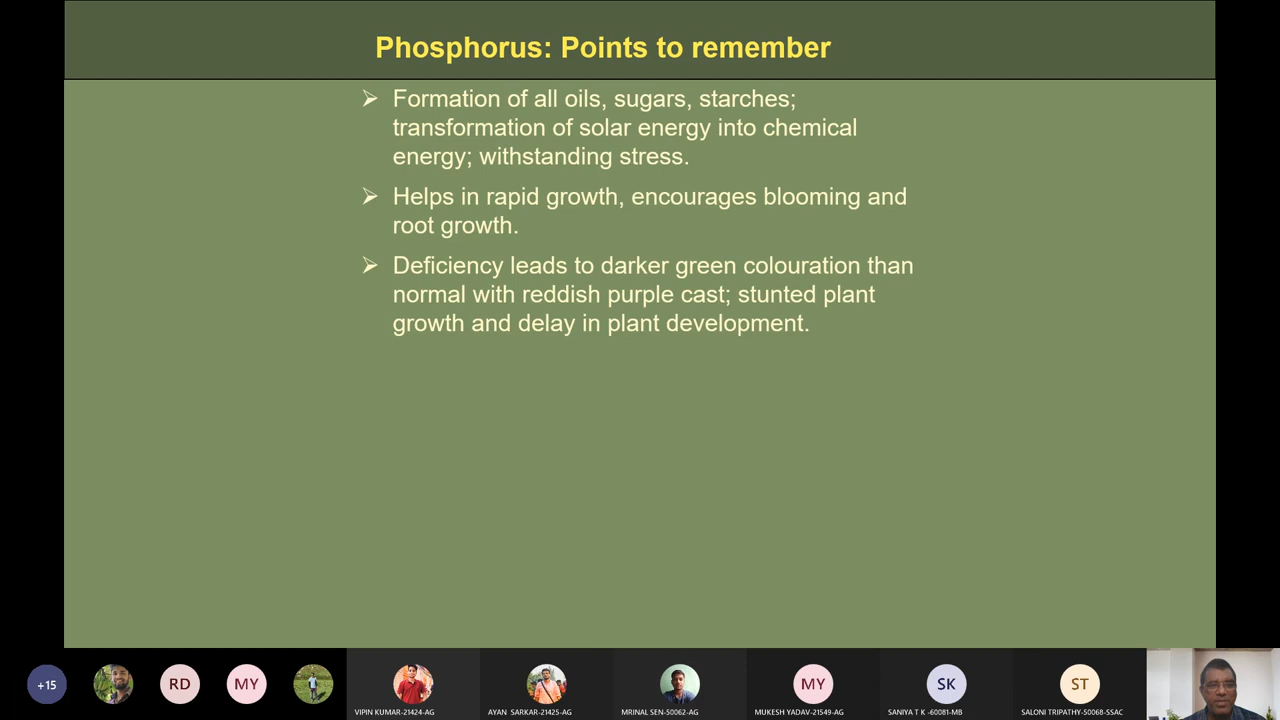 Phosphorus: Points to remember
Formation of all oils, sugars, starches;
transformation of solar energy into chemical
energy; withstanding stress.
Helps in rapid growth, encourages blooming and
root growth.
Deficiency leads to darker green colouration than
normal with reddish purple cast; stunted plant
growth and delay in plant development.
+15
RD
MY
MY
SK
ST
VIPIN KUMAR-21424-AG
AYAN SARKAR-21425-AG
MRINAL SEN-50062-AG
MUKESH YADAV-21549-AG
SANIYA T K -60081-MB
SALONI TRIPATHY-50068-SSAC